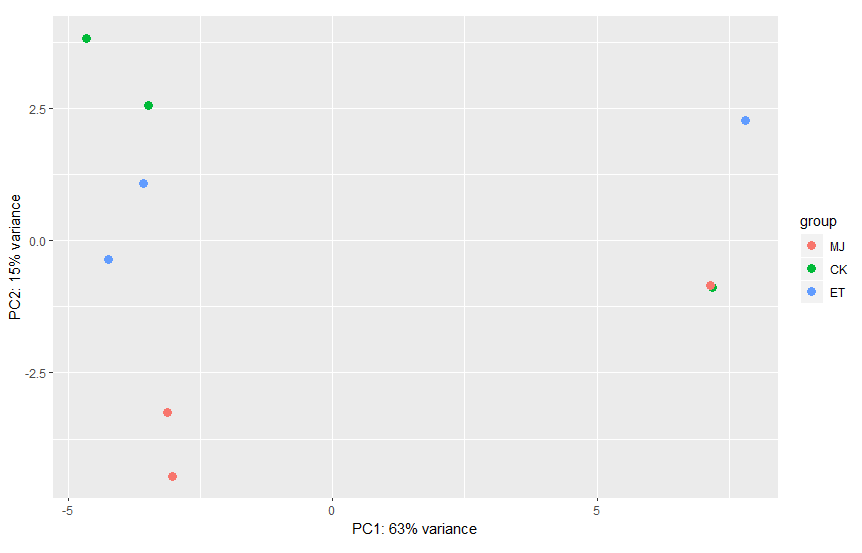 2.5
0.0
-2.5
PC2: 15% variance
-5
0
5
PC1: 63% variance
group
MJ
CK
ET